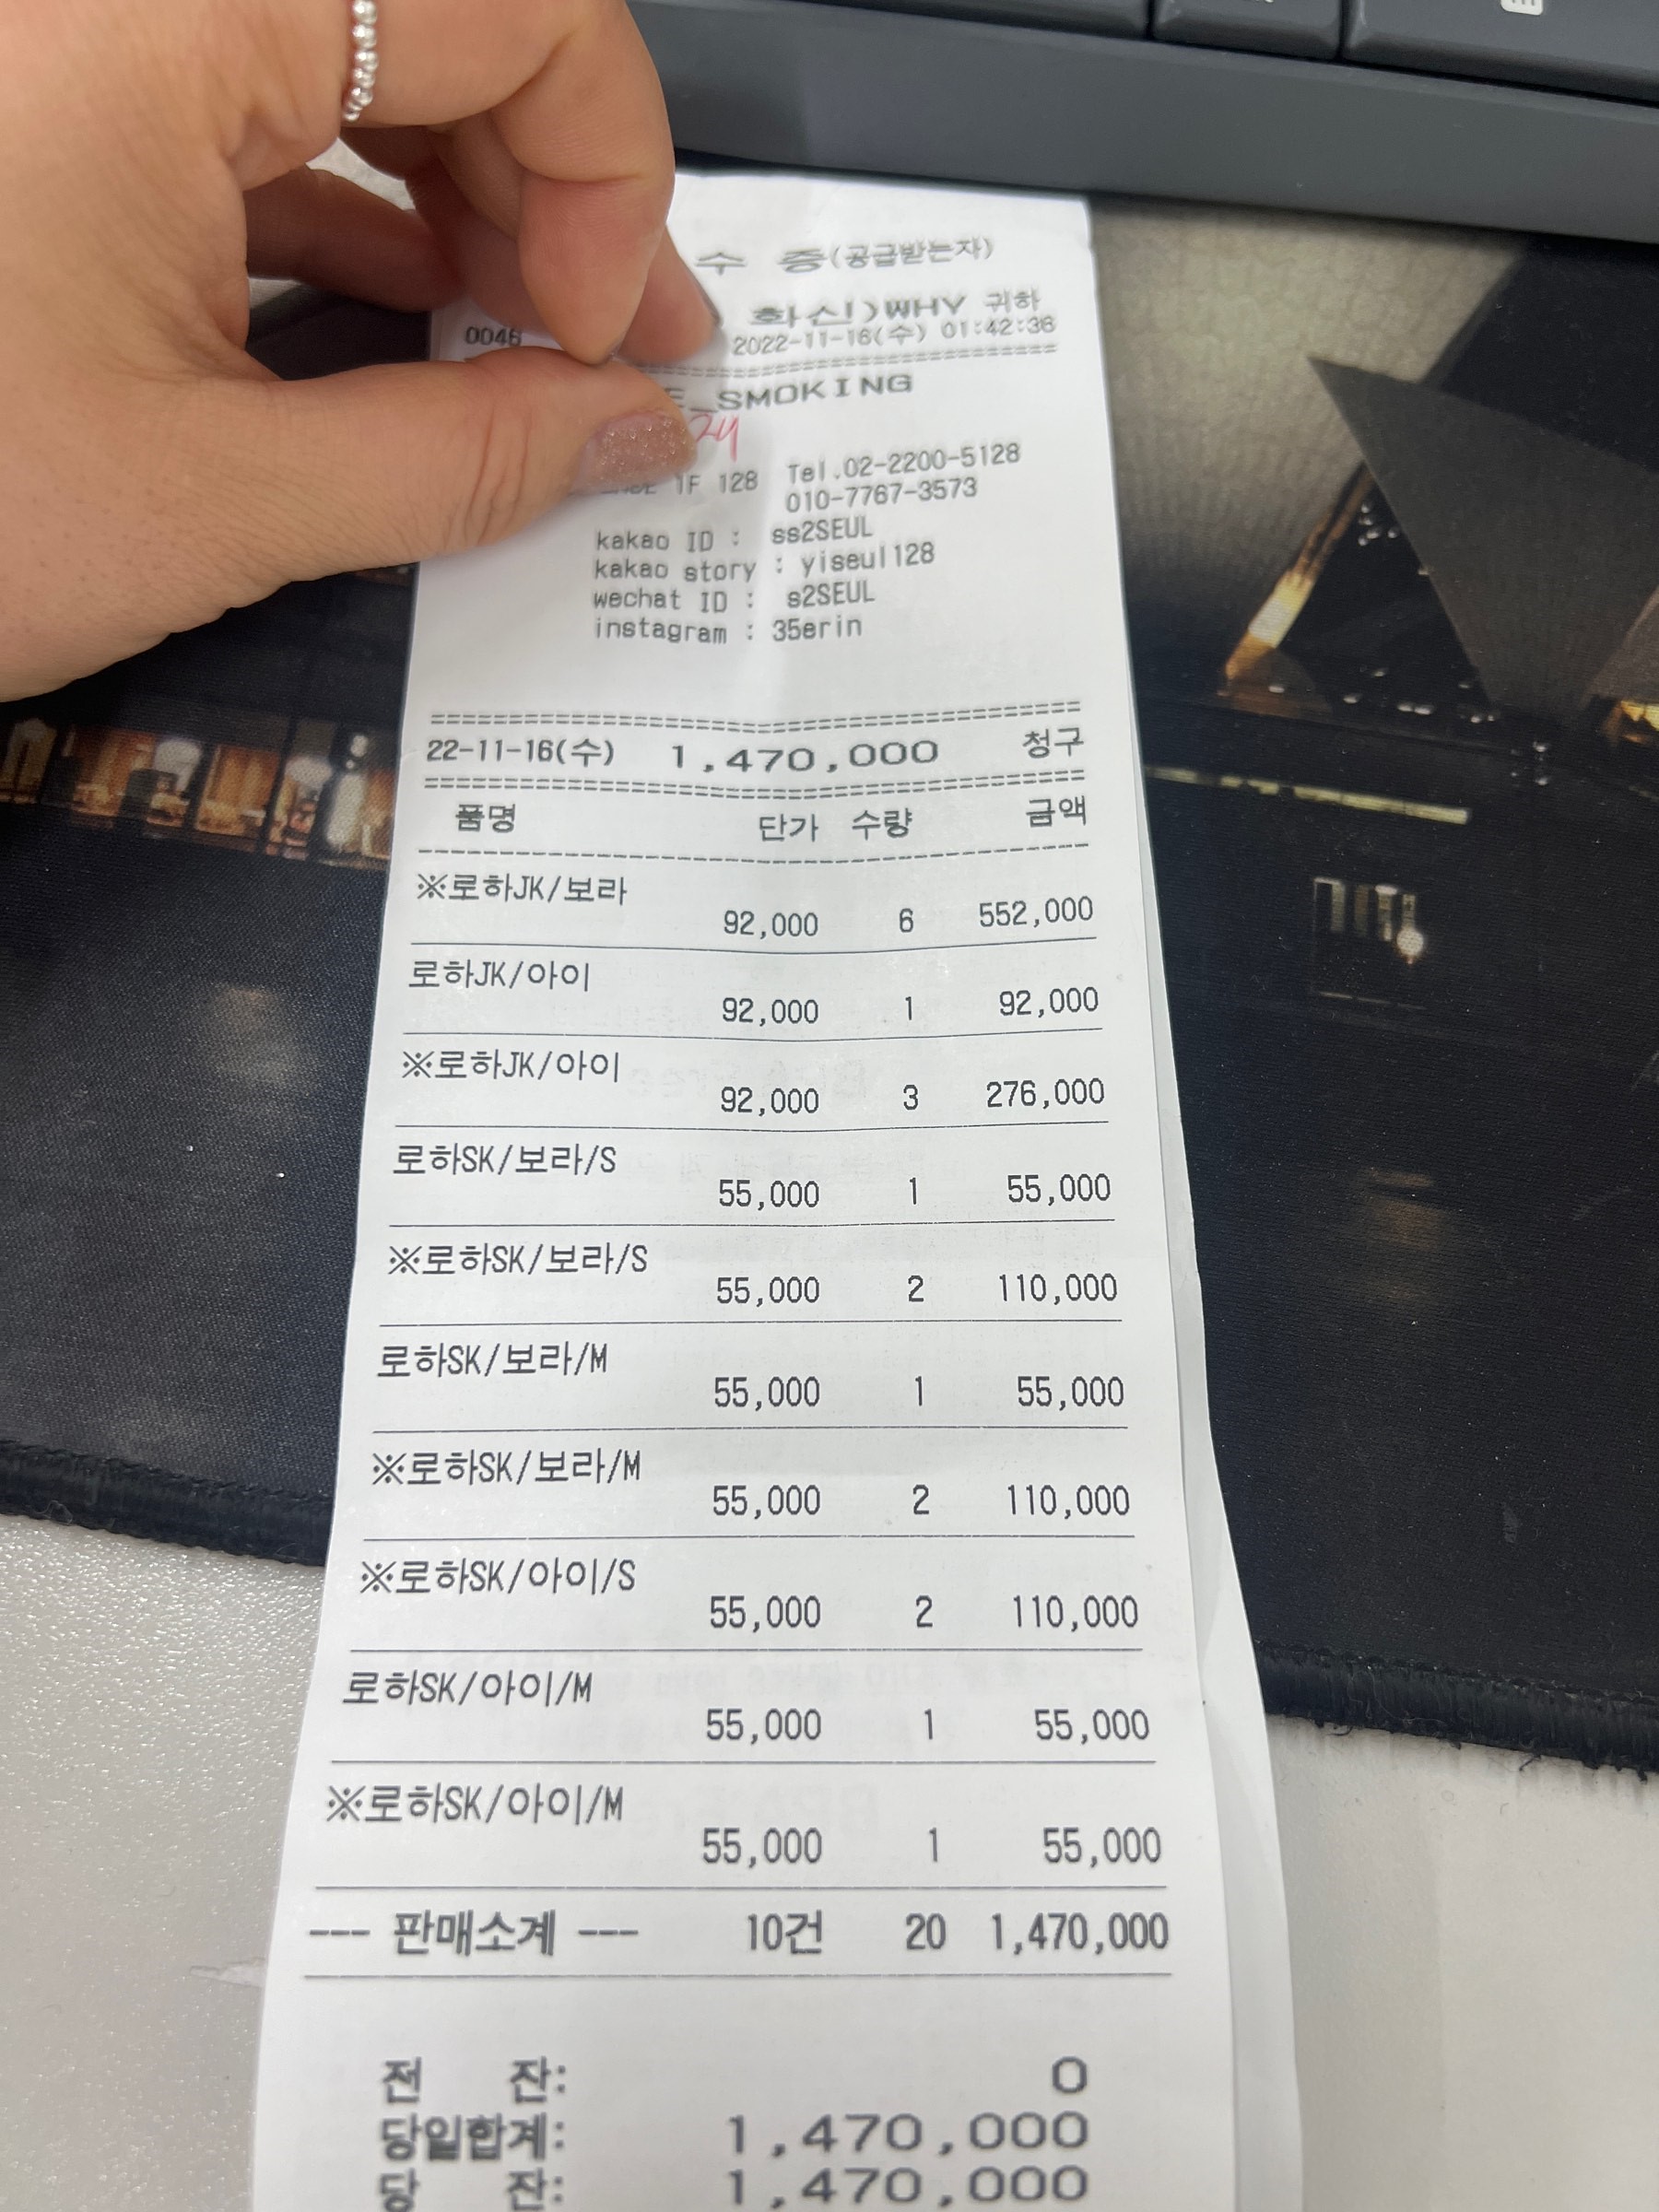 수 증(공급받는자)
화신)WHY 귀하
0046 2022-11-16(수) 01:42:36
E_SMOKING
24
1F 128 Tel.02-2200-5128
010-7767-3573
kakao ID : ss2SEUL
kakao story : yiseul128
wechat ID : s2SEUL
instagram : 35erin
22-11-16(수) 1,470,000 청구
품명 단가 수량 금액
※로하JK/보라
92,000 6 552,000
로하JK/아이
92,000 1 92,000
※로하JK/아이
92,000 3 276,000
로하SK/보라/S
55,000 1 55,000
※로하SK/보라/S
55,000 2 110,000
로하SK/보라/M
55,000 1 55,000
※로하SK/보라/M
55,000 2 110,000
※로하SK/아이/S
55,000 2 110,000
로하SK/아이/M
55,000 1 55,000
※로하SK/아이/M
55,000 1 55,000
--- 판매소계 --- 10건 20 1,470,000
전 잔: 0
당일합계: 1,470,000
당 잔: 1,470,000